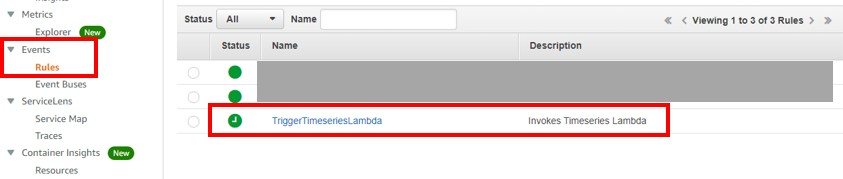 Insights
Metrics
Explorer New
Events
Rules
Event Buses
ServiceLens
Service Map
Traces
Container Insights New
Resources
Status All Name
Viewing 1 to 3 of 3 Rules
Status Name Description
TriggerTimeseriesLambda Invokes Timeseries Lambda